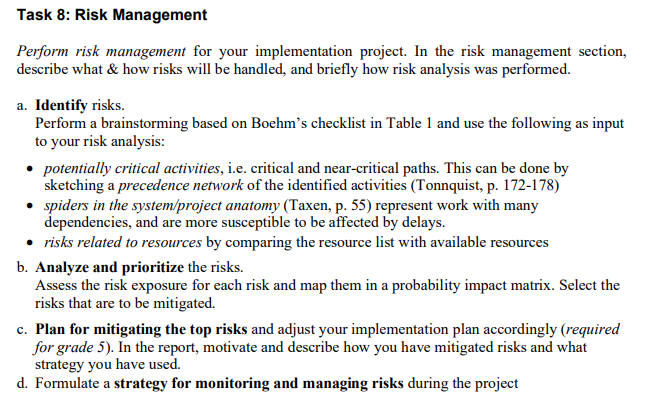 Task 8: Risk Management
Perform risk management for your implementation project. In the risk management section,
describe what & how risks will be handled, and briefly how risk analysis was performed.
a. Identify risks.
Perform a brainstorming based on Boehm's checklist in Table 1 and use the following as input
to your risk analysis:
• potentially critical activities, i.e. critical and near-critical paths. This can be done by
sketching a precedence network of the identified activities (Tonnquist, p. 172-178)
• spiders in the system/project anatomy (Taxen, p. 55) represent work with many
dependencies, and are more susceptible to be affected by delays.
• risks related to resources by comparing the resource list with available resources
b. Analyze and prioritize the risks.
Assess the risk exposure for each risk and map them in a probability impact matrix. Select the
risks that are to be mitigated.
c. Plan for mitigating the top risks and adjust your implementation plan accordingly (required
for grade 5). In the report, motivate and describe how you have mitigated risks and what
strategy you have used.
d. Formulate a strategy for monitoring and managing risks during the project